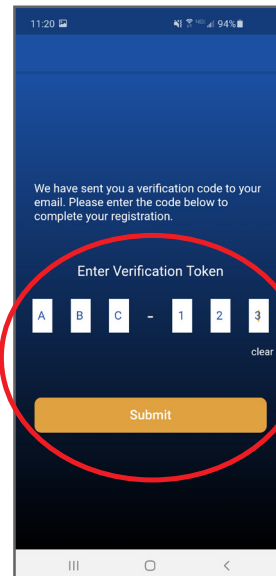 11:20 94%
We have sent you a verification code to your
email. Please enter the code below to
complete your registration.
Enter Verification Token
A B C - 1 2 3
clear
Submit